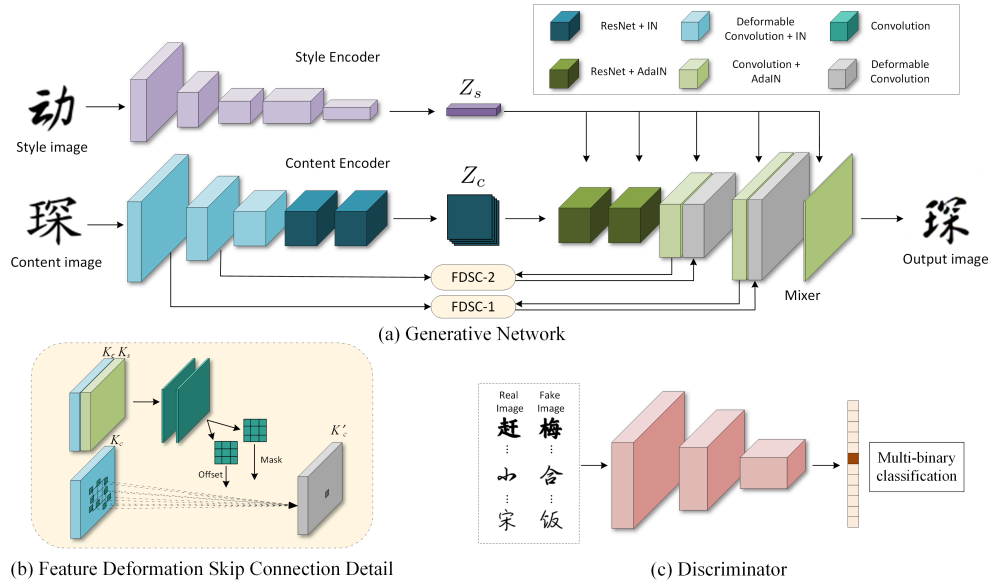 ResNet + IN
Deformable
Convolution + IN
Convolution
ResNet + AdaIN
Convolution +
AdaIN
Deformable
Convolution
Style Encoder
动
Style image
Z_s
Content Encoder
琛
Content image
Z_c
琛
Output image
Mixer
FDSC-2
FDSC-1
(a) Generative Network
K_c K_s
K_c
Offset
Mask
K'_c
(b) Feature Deformation Skip Connection Detail
Real
Image
Fake
Image
赶 梅
⋮ ⋮
小 含
⋮ ⋮
宋 饭
Multi-binary
classification
(c) Discriminator